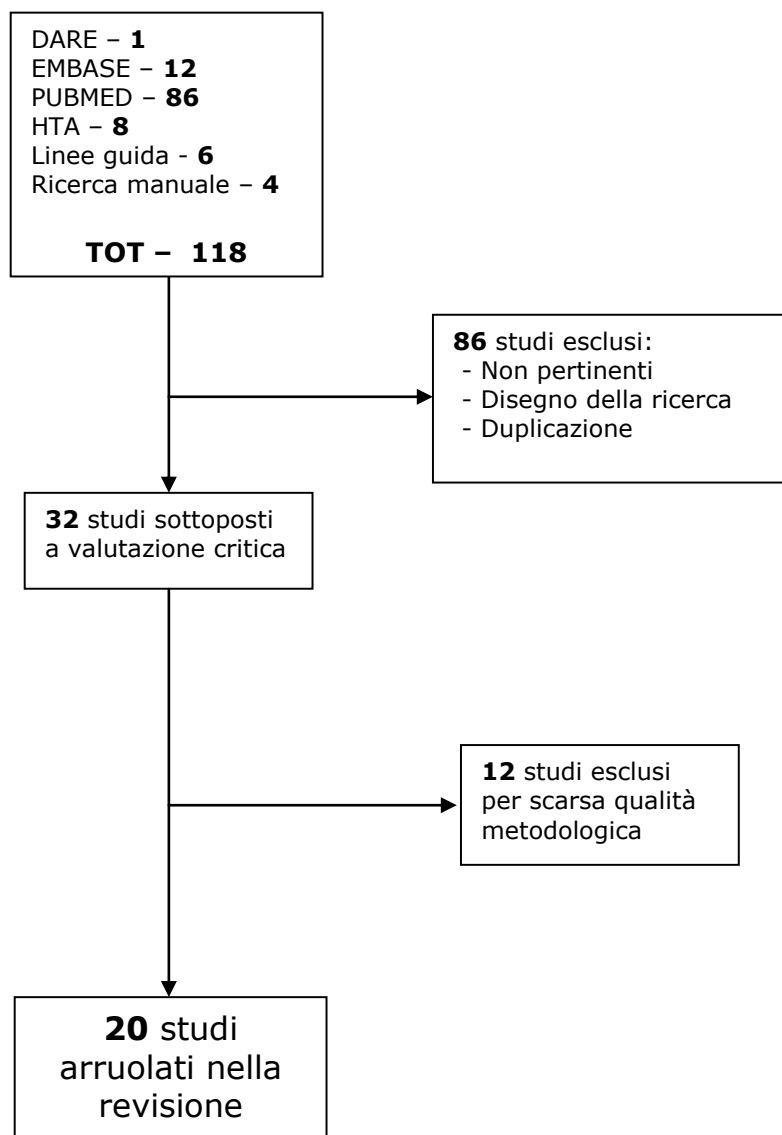 DARE – 1
EMBASE – 12
PUBMED – 86
HTA – 8
Linee guida - 6
Ricerca manuale – 4
TOT – 118
86 studi esclusi:
- Non pertinenti
- Disegno della ricerca
- Duplicazione
32 studi sottoposti
a valutazione critica
12 studi esclusi
per scarsa qualità
metodologica
20 studi
arruolati nella
revisione